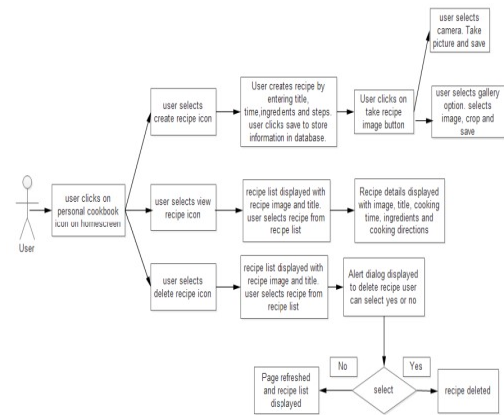 user selects
camera. Take
picture and save
user selects
create recipe icon
User creates recipe by
entering title,
time,ingredents and steps.
user clicks save to store
information in database.
User clicks on
take recipe
image button
user selects gallery
option. selects
image, crop and
save
User
user clicks on
personal cookbook
icon on homescreen
user selects view
recipe icon
recipe list displayed with
recipe image and title.
user selects recipe from
recipe list
Recipe details displayed
with image, title, cooking
time, ingredients and
cooking directions
user selects
delete recipe icon
recipe list displayed with
recipe image and title.
user selects recipe from
recipe list
Alert dialog displayed
to delete recipe user
can select yes or no
No
Yes
Page refreshed
and recipe list
displayed
select
recipe deleted